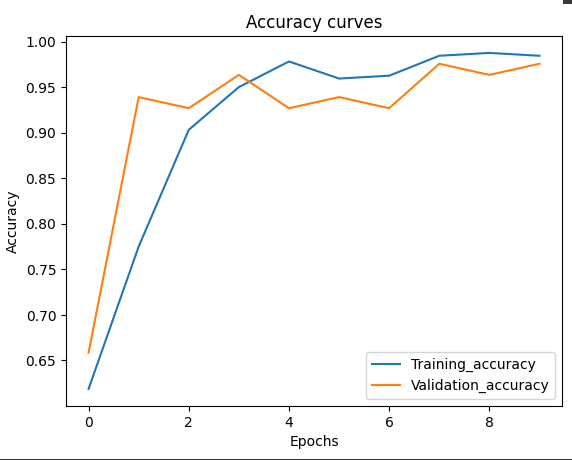 Accuracy curves
1.00
0.95
0.90
0.85
0.80
0.75
0.70
0.65
Accuracy
Training_accuracy
Validation_accuracy
0 2 4 6 8
Epochs